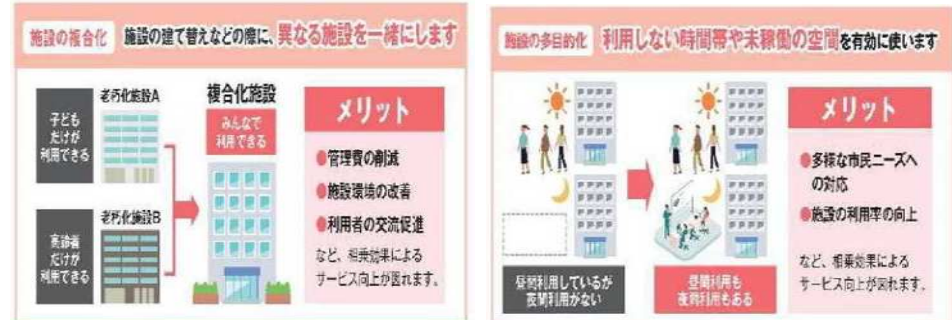 施設の複合化 施設の建て替えなどの際に、異なる施設を一緒にします
子ども
だけが
利用できる
老朽化施設A
高齢者
だけが
利用できる
老朽化施設B
複合化施設
みんなで
利用できる
メリット
●管理費の削減
●施設環境の改善
●利用者の交流促進
など、相乗効果による
サービス向上が図れます。
施設の多目的化 利用しない時間帯や未稼働の空間を有効に使います
昼間利用しているが
夜間利用がない
昼間利用も
夜間利用もある
メリット
●多様な市民ニーズへ
の対応
●施設の利用率の向上
など、相乗効果による
サービス向上が図れます。